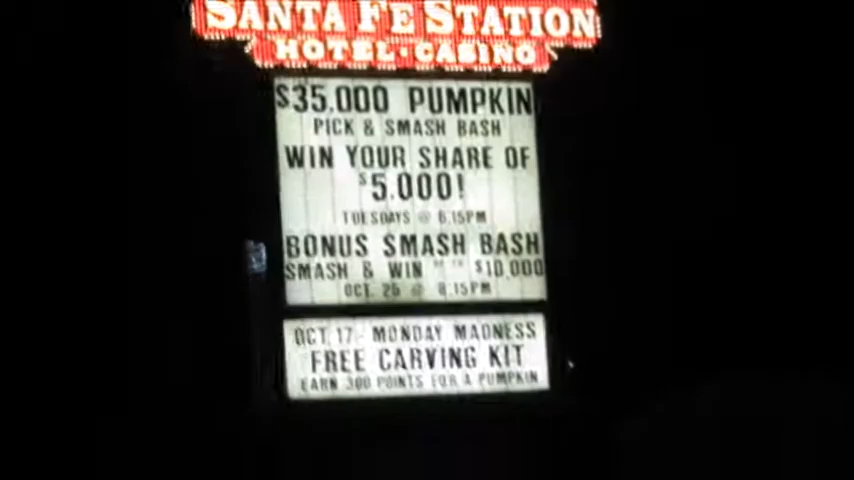 SANTA FE STATION
HOTEL · CASINO
$35,000 PUMPKIN
PICK & SMASH BASH
WIN YOUR SHARE OF
$5,000!
TUESDAYS @ 6:15PM
BONUS SMASH BASH
SMASH & WIN $10,000
OCT. 25 @ 8:15PM
OCT. 17 - MONDAY MADNESS
FREE CARVING KIT
EARN 300 POINTS FOR A PUMPKIN